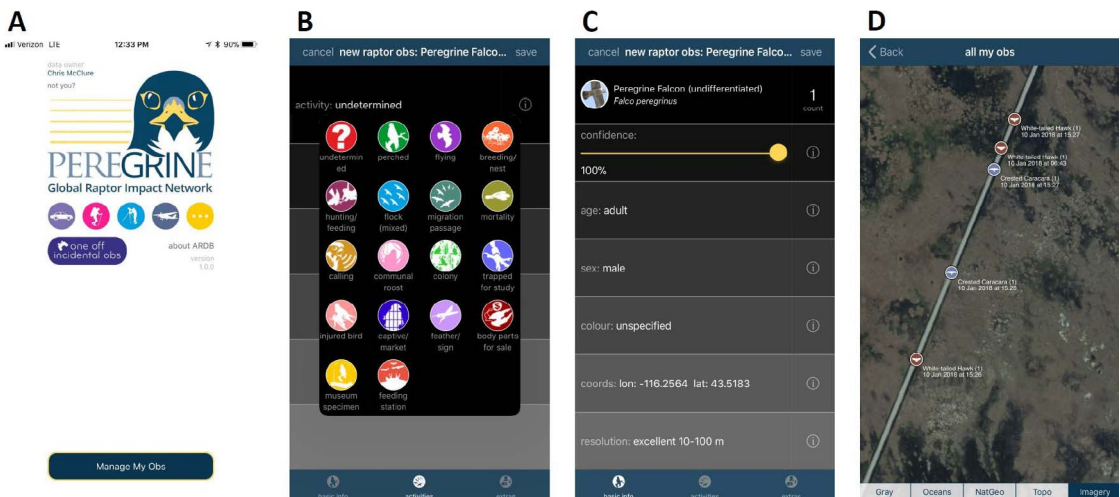 A
Verizon LTE 12:33 PM 90%
data owner
Chris McClure
not you?
PEREGRINE
Global Raptor Impact Network
one off
incidental obs
about ARDB
version
1.0.0
Manage My Obs
B
cancel new raptor obs: Peregrine Falco... save
activity: undetermined
undetermin
ed
perched
flying
breeding/
nest
hunting/
feeding
flock
(mixed)
migration
passage
mortality
calling
communal
roost
colony
trapped
for study
injured bird
captive/
market
feather/
sign
body parts
for sale
museum
specimen
feeding
station
basic info activities extras
C
cancel new raptor obs: Peregrine Falco... save
Peregrine Falcon (undifferentiated)
Falco peregrinus
1
count
confidence:
100%
age: adult
sex: male
colour: unspecified
coords: lon: -116.2564 lat: 43.5183
resolution: excellent 10-100 m
basic info activities extras
D
Back all my obs
White-tailed Hawk (1)
10 Jan 2018 at 15:27
White-tailed Hawk (1)
10 Jan 2018 at 06:43
Crested Caracara (1)
10 Jan 2018 at 15:27
Crested Caracara (1)
10 Jan 2018 at 15:26
White-tailed Hawk (1)
10 Jan 2018 at 15:26
Gray Oceans NatGeo Topo Imagery